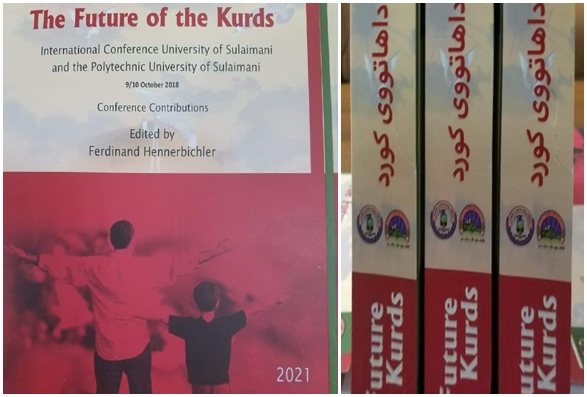 The Future of the Kurds
International Conference University of Sulaimani
and the Polytechnic University of Sulaimani
9/10 October 2018
Conference Contributions
Edited by
Ferdinand Hennerbichler
2021
داهاتووی کورد
Future
Kurds
داهاتووی کورد
Future
Kurds
داهاتووی کورد
Future
Kurds